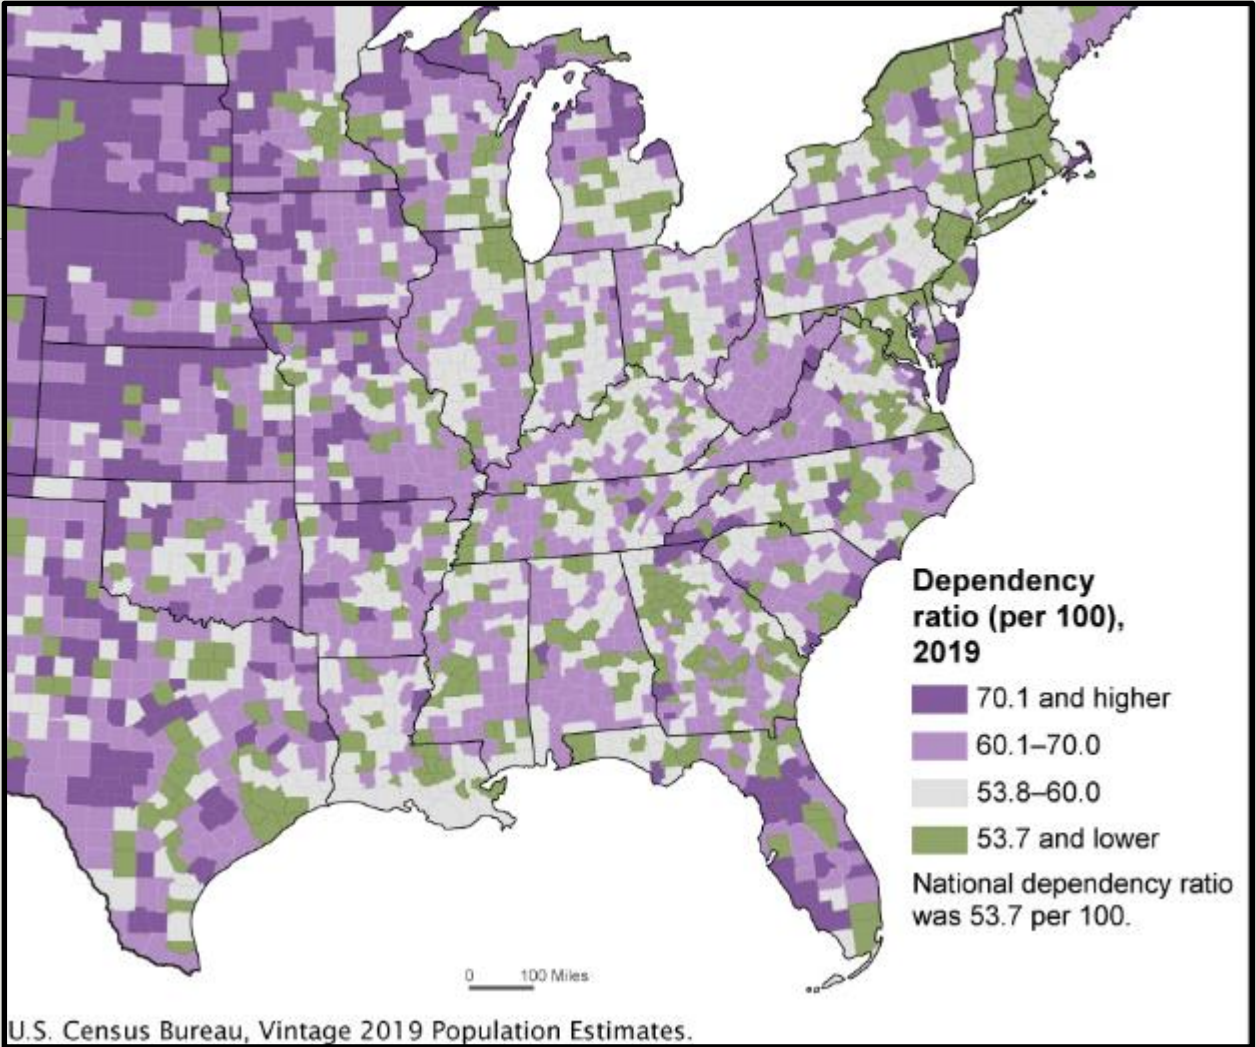 Dependency
ratio (per 100),
2019
70.1 and higher
60.1–70.0
53.8–60.0
53.7 and lower
National dependency ratio
was 53.7 per 100.
0 100 Miles
U.S. Census Bureau, Vintage 2019 Population Estimates.